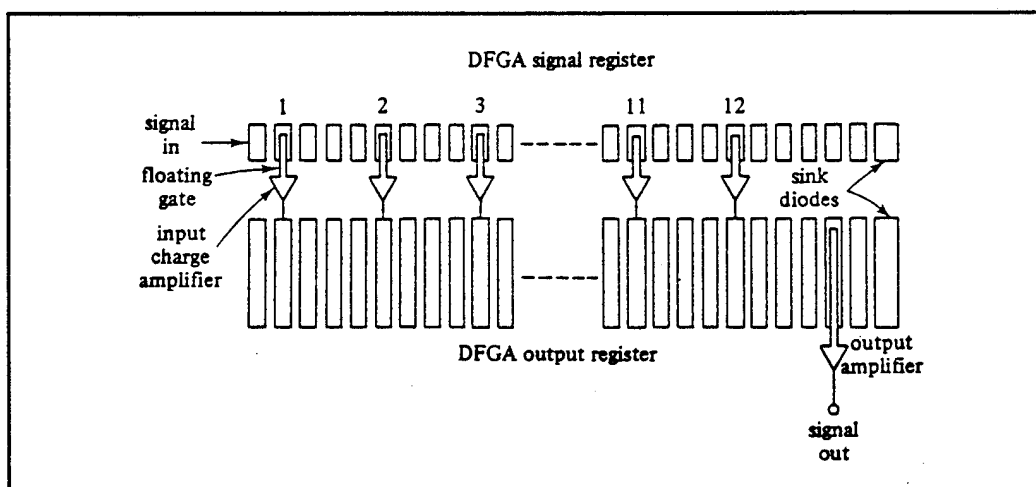 DFGA signal register
1
2
3
11
12
signal
in
floating
gate
input
charge
amplifier
sink
diodes
DFGA output register
output
amplifier
signal
out